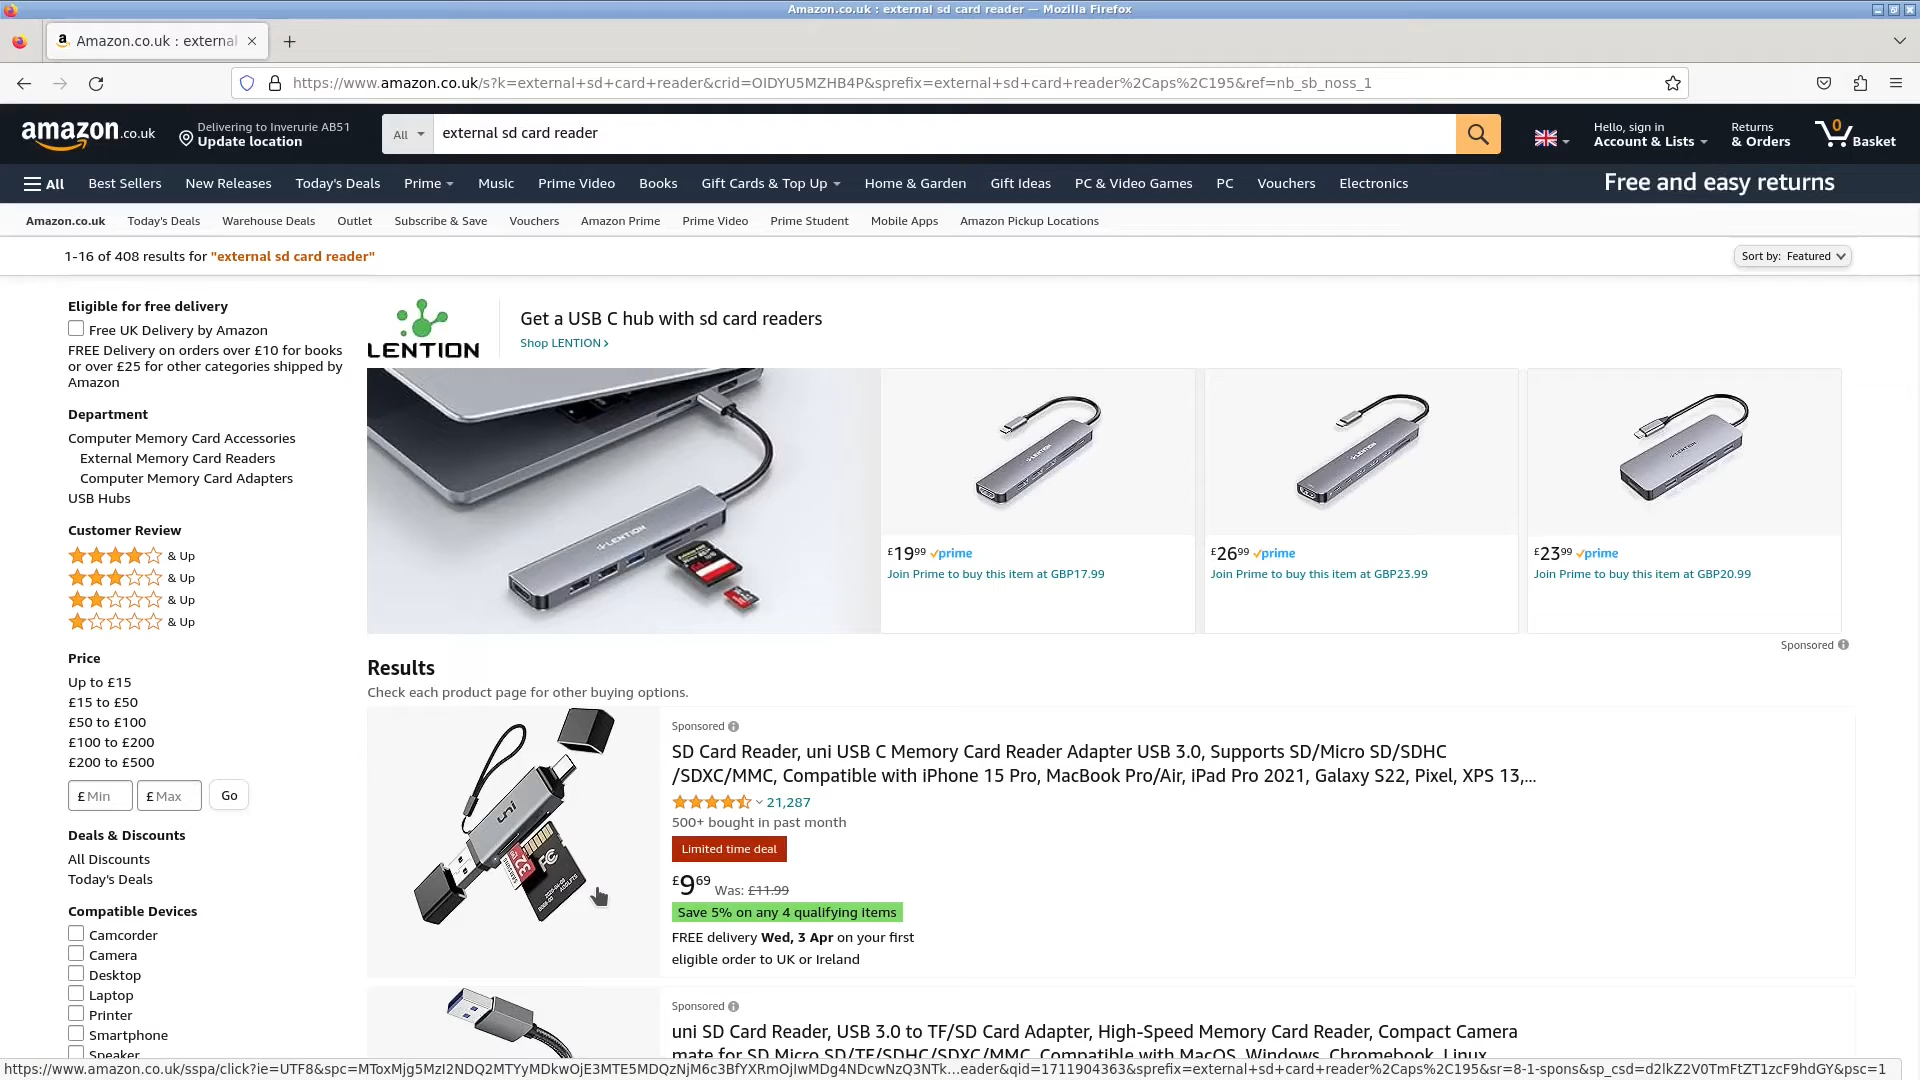 Amazon.co.uk : external sd card reader — Mozilla Firefox
Amazon.co.uk : external
https://www.amazon.co.uk/s?k=external+sd+card+reader&crid=OIDYU5MZHB4P&sprefix=external+sd+card+reader%2Caps%2C195&ref=nb_sb_noss_1
amazon.co.uk
Delivering to Inverurie AB51
Update location
All
external sd card reader
Hello, sign in
Account & Lists
Returns
& Orders
0
Basket
All
Best Sellers
New Releases
Today's Deals
Prime
Music
Prime Video
Books
Gift Cards & Top Up
Home & Garden
Gift Ideas
PC & Video Games
PC
Vouchers
Electronics
Free and easy returns
Amazon.co.uk
Today's Deals
Warehouse Deals
Outlet
Subscribe & Save
Vouchers
Amazon Prime
Prime Video
Prime Student
Mobile Apps
Amazon Pickup Locations
1-16 of 408 results for "external sd card reader"
Sort by: Featured
Eligible for free delivery
Free UK Delivery by Amazon
FREE Delivery on orders over £10 for books
or over £25 for other categories shipped by
Amazon
Department
Computer Memory Card Accessories
External Memory Card Readers
Computer Memory Card Adapters
USB Hubs
Customer Review
& Up
& Up
& Up
& Up
Price
Up to £15
£15 to £50
£50 to £100
£100 to £200
£200 to £500
£ Min
£ Max
Go
Deals & Discounts
All Discounts
Today's Deals
Compatible Devices
Camcorder
Camera
Desktop
Laptop
Printer
Smartphone
Speaker
LENTION
Get a USB C hub with sd card readers
Shop LENTION
LENTION
£19.99 prime
Join Prime to buy this item at GBP17.99
£26.99 prime
Join Prime to buy this item at GBP23.99
£23.99 prime
Join Prime to buy this item at GBP20.99
Sponsored
Results
Check each product page for other buying options.
uni
SAMSUNG
32
FC
Sponsored
SD Card Reader, uni USB C Memory Card Reader Adapter USB 3.0, Supports SD/Micro SD/SDHC
/SDXC/MMC, Compatible with iPhone 15 Pro, MacBook Pro/Air, iPad Pro 2021, Galaxy S22, Pixel, XPS 13,...
21,287
500+ bought in past month
Limited time deal
£9.69 Was: £11.99
Save 5% on any 4 qualifying items
FREE delivery Wed, 3 Apr on your first
eligible order to UK or Ireland
Sponsored
uni SD Card Reader, USB 3.0 to TF/SD Card Adapter, High-Speed Memory Card Reader, Compact Camera
mate for SD Micro SD/TF/SDHC/SDXC/MMC, Compatible with MacOS, Windows, Chromebook, Linux
https://www.amazon.co.uk/sspa/click?ie=UTF8&spc=MToxMjg5MzI2NDQ2MTYyMDkwOjE3MTE5MDQzNjM6c3BfYXRmOjIwMDg4NDcwNzQ3NTk...eader&qid=1711904363&sprefix=external+sd+card+reader%2Caps%2C195&sr=8-1-spons&sp_csd=d2lkZ2V0TmFtZT1zcF9hdGY&psc=1